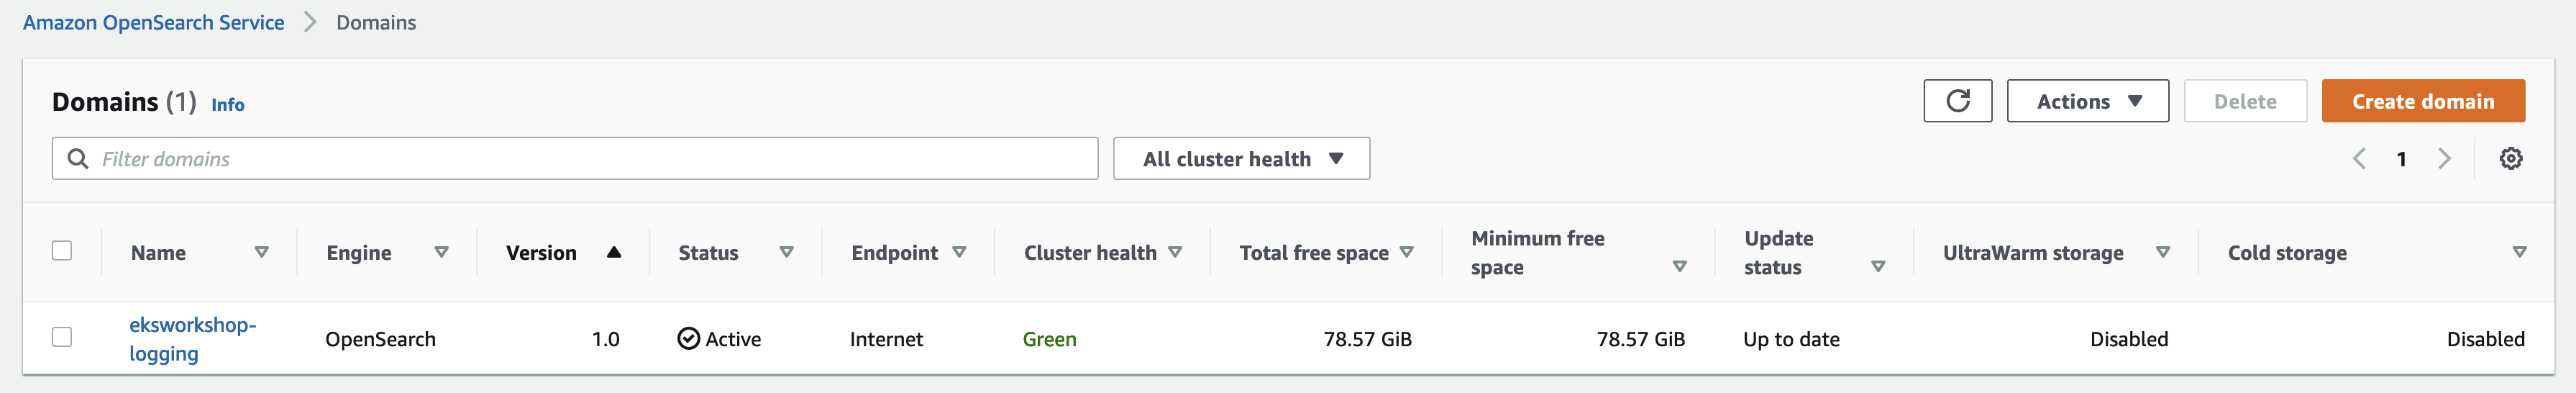 Amazon OpenSearch Service > Domains
Domains (1) Info
Actions
Delete
Create domain
Filter domains
All cluster health
1
Name
Engine
Version
Status
Endpoint
Cluster health
Total free space
Minimum free
space
Update
status
UltraWarm storage
Cold storage
eksworkshop-
logging
OpenSearch
1.0
Active
Internet
Green
78.57 GiB
78.57 GiB
Up to date
Disabled
Disabled